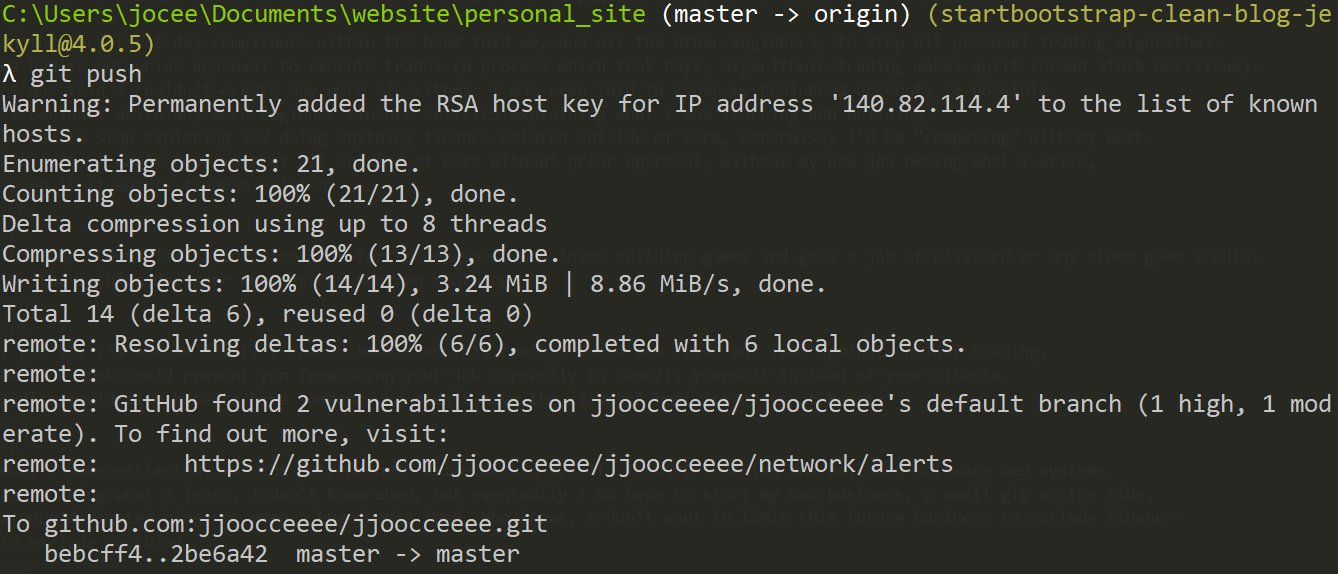 C:\Users\jocee\Documents\website\personal_site (master -> origin) (startbootstrap-clean-blog-je
kyll@4.0.5)
λ git push
Warning: Permanently added the RSA host key for IP address '140.82.114.4' to the list of known
hosts.
Enumerating objects: 21, done.
Counting objects: 100% (21/21), done.
Delta compression using up to 8 threads
Compressing objects: 100% (13/13), done.
Writing objects: 100% (14/14), 3.24 MiB | 8.86 MiB/s, done.
Total 14 (delta 6), reused 0 (delta 0)
remote: Resolving deltas: 100% (6/6), completed with 6 local objects.
remote:
remote: GitHub found 2 vulnerabilities on jjoocceeee/jjoocceeee's default branch (1 high, 1 mod
erate). To find out more, visit:
remote:      https://github.com/jjoocceeee/jjoocceeee/network/alerts
remote:
To github.com:jjoocceeee/jjoocceeee.git
   bebcff4..2be6a42  master -> master